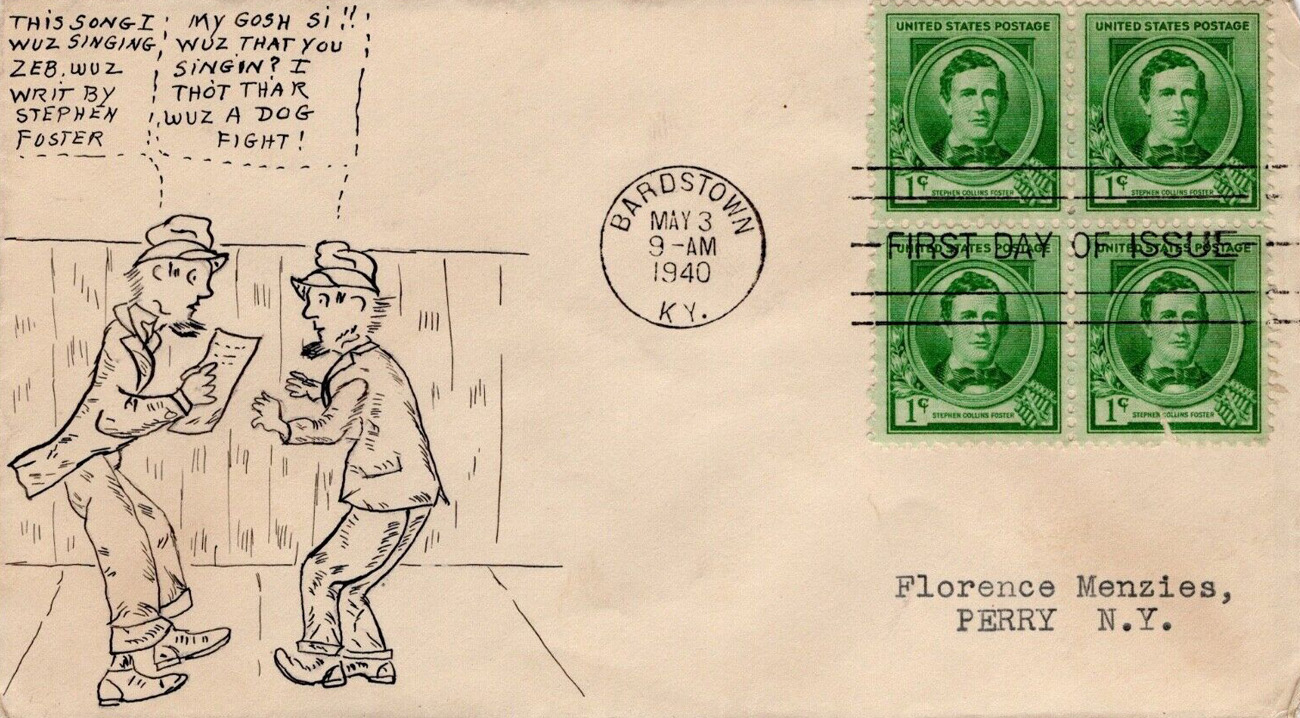 THIS SONG I
WUZ SINGING
ZEB, WUZ
WRIT BY
STEPHEN
FOSTER
MY GOSH SI!!
WUZ THAT YOU
SINGIN? I
THOT THAR
WUZ A DOG
FIGHT!
BARDSTOWN
MAY 3
9-AM
1940
KY.
UNITED STATES POSTAGE
1¢ STEPHEN COLLINS FOSTER
UNITED STATES POSTAGE
1¢ STEPHEN COLLINS FOSTER
FIRST DAY OF ISSUE
UNITED STATES POSTAGE
1¢ STEPHEN COLLINS FOSTER
UNITED STATES POSTAGE
1¢ STEPHEN COLLINS FOSTER
Florence Menzies,
PERRY N.Y.